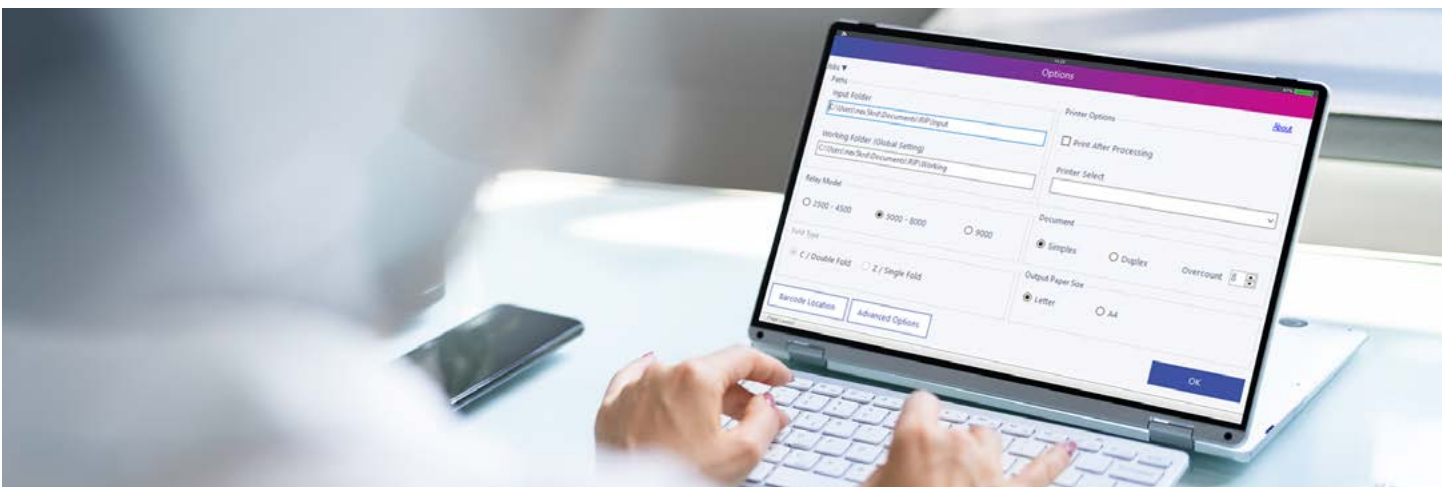 Options
Jobs ▼
About
Paths
Input Folder
Working Folder (Global Setting)
Relay Model
2500 - 4500
5000 - 8000
9000
Fold Type
C / Double Fold
Z / Single Fold
Barcode Location
Advanced Options
Printer Options
Print After Processing
Printer Select
Document
Simplex
Duplex
Overcount
8
Output Paper Size
Letter
A4
OK